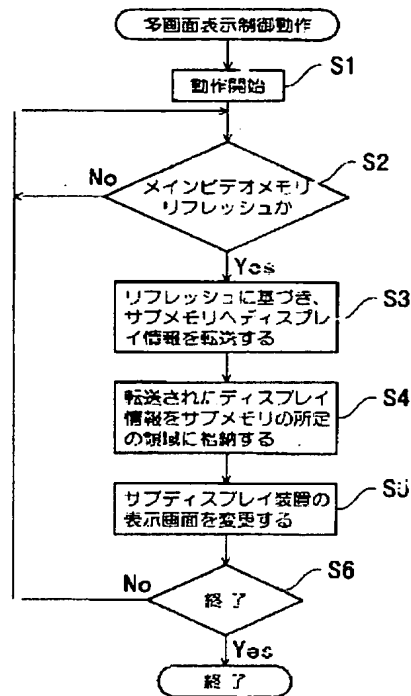 多画面表示制御動作
動作開始
S1
メインビデオメモリ
リフレッシュか
S2
No
Yes
リフレッシュに基づき、
サブメモリへディスプレ
イ情報を転送する
S3
転送されたディスプレイ
情報をサブメモリの所定
の領域に格納する
S4
サブディスプレイ装置の
表示画面を変更する
S5
終了
S6
No
Yes
終了